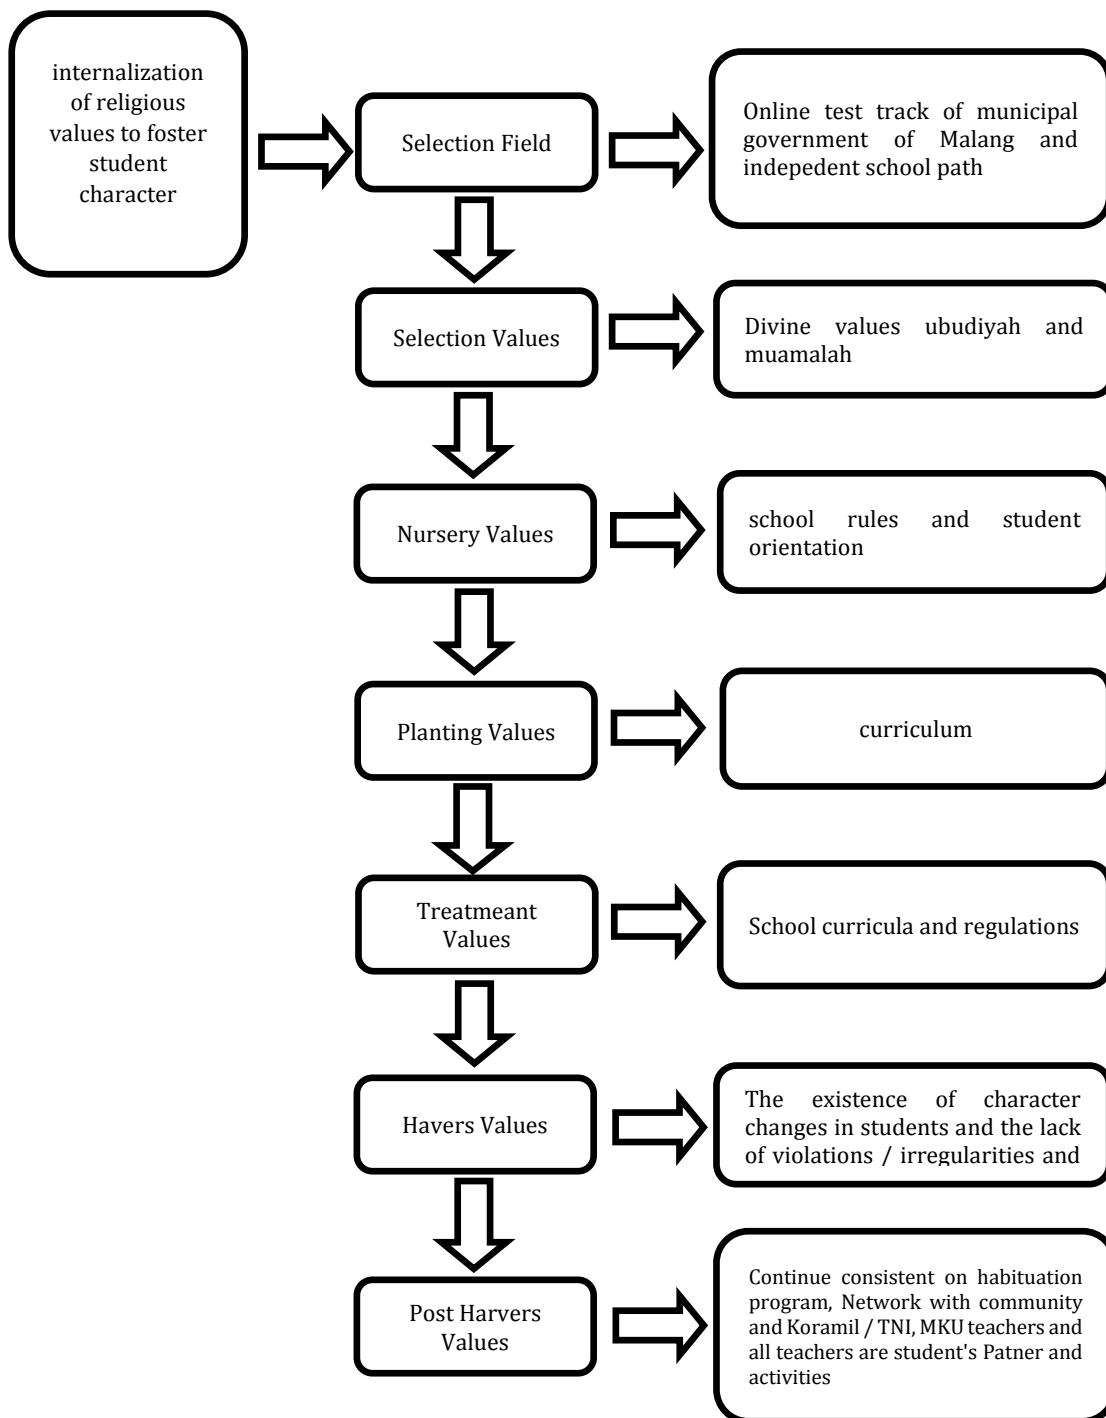 internalization
of religious
values to foster
student
character
Selection Field
Online test track of municipal
government of Malang and
indepedent school path
Selection Values
Divine values ubudiyah and
muamalah
Nursery Values
school rules and student
orientation
Planting Values
curriculum
Treatmeant
Values
School curricula and regulations
Havers Values
The existence of character
changes in students and the lack
of violations / irregularities and
Post Harvers
Values
Continue consistent on habituation
program, Network with community
and Koramil / TNI, MKU teachers and
all teachers are student's Patner and
activities